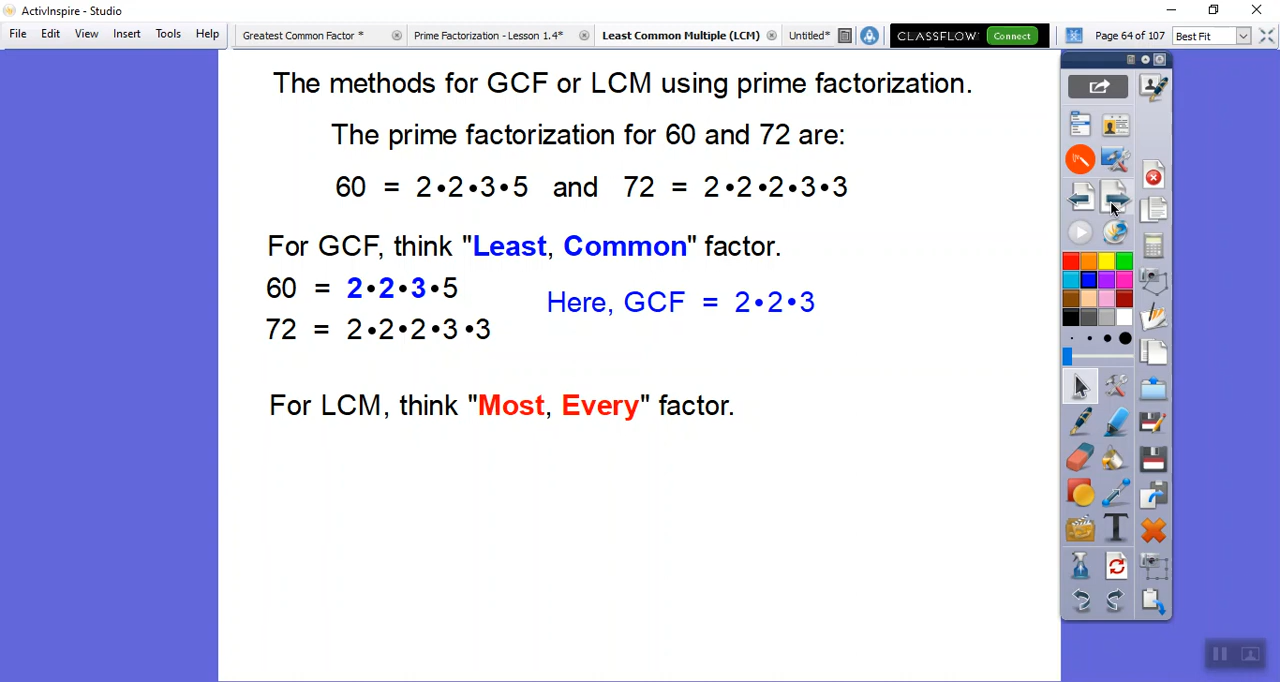 ActivInspire - Studio
File Edit View Insert Tools Help
Greatest Common Factor *
Prime Factorization - Lesson 1.4*
Least Common Multiple (LCM)
Untitled*
CLASSFLOW
Connect
Page 64 of 107
Best Fit
The methods for GCF or LCM using prime factorization.
The prime factorization for 60 and 72 are:
60 = 2•2•3•5 and 72 = 2•2•2•3•3
For GCF, think "Least, Common" factor.
60 = 2•2•3•5
Here, GCF = 2•2•3
72 = 2•2•2•3•3
For LCM, think "Most, Every" factor.
T